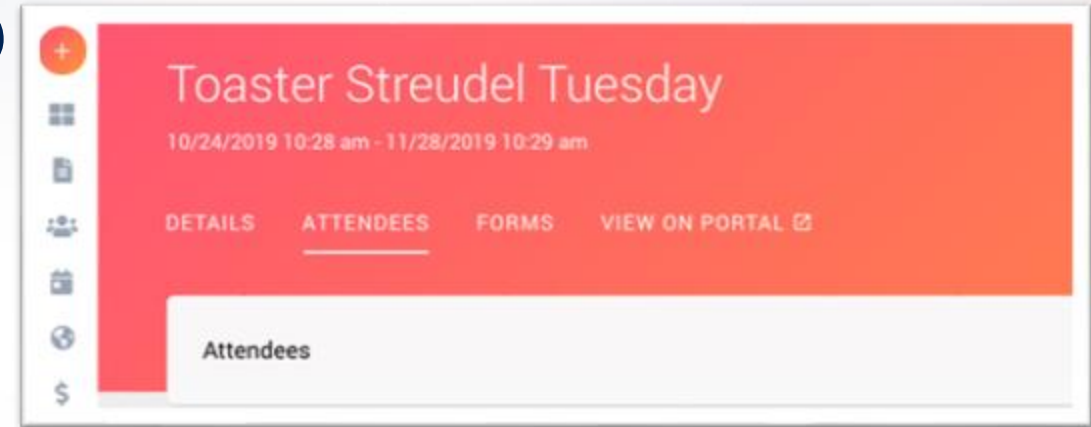 Toaster Streudel Tuesday
10/24/2019 10:28 am - 11/28/2019 10:29 am
DETAILS ATTENDEES FORMS VIEW ON PORTAL
Attendees
$